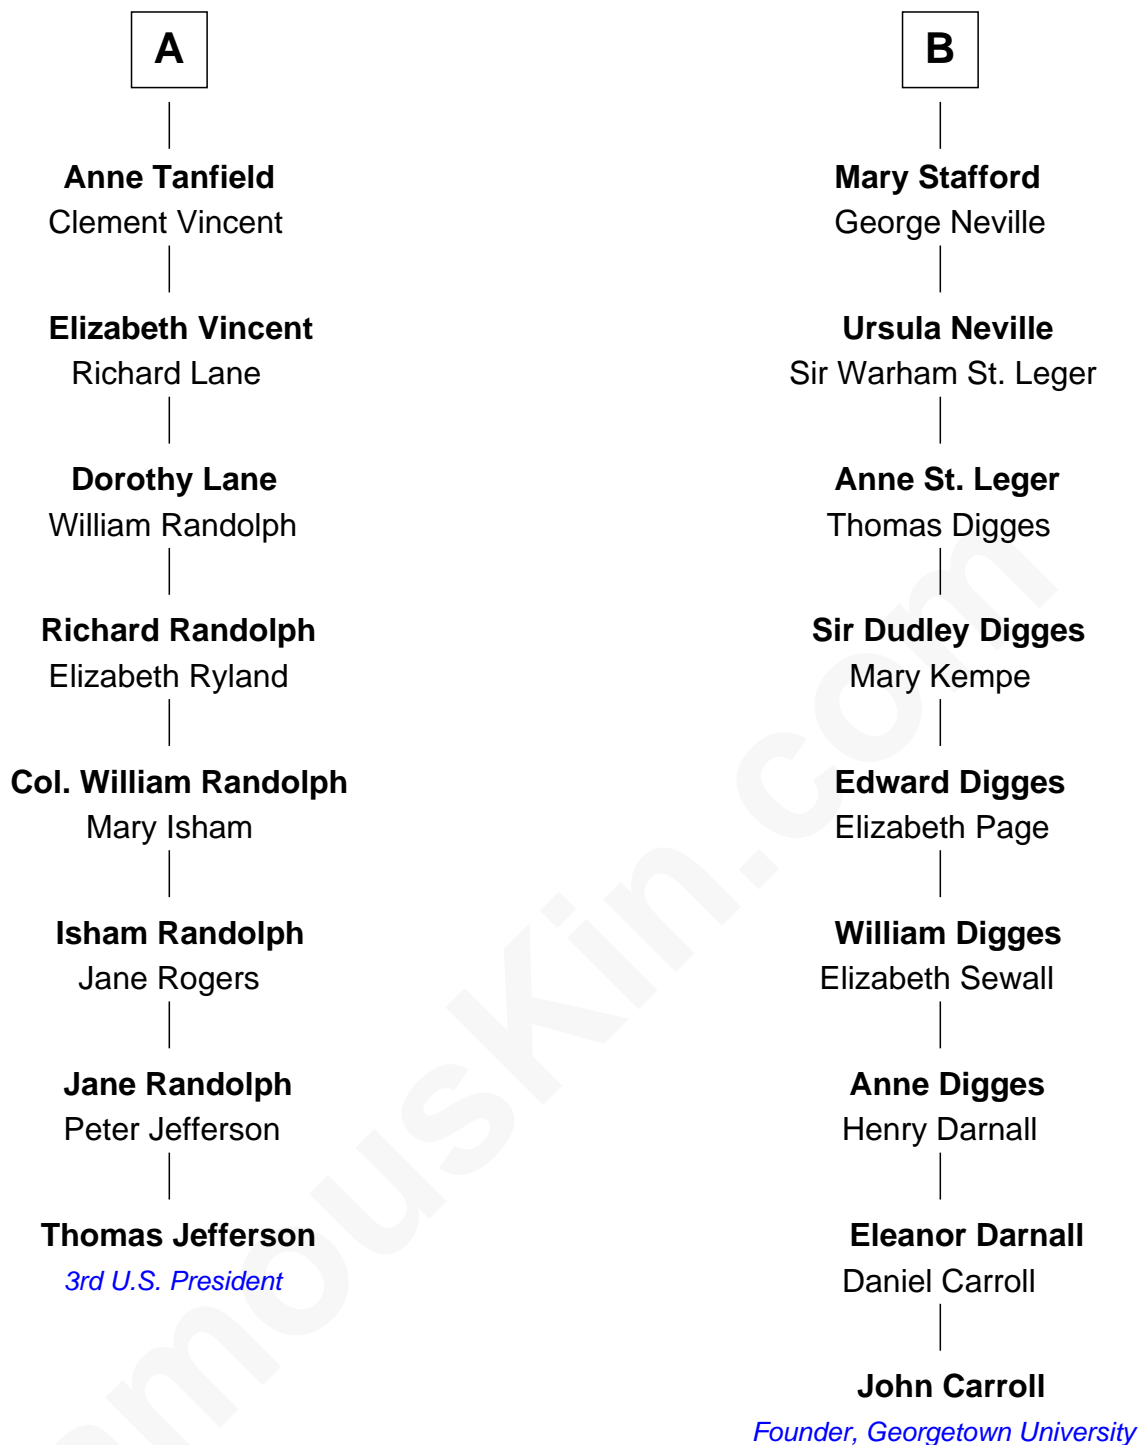 A
Anne Tanfield
Clement Vincent
Elizabeth Vincent
Richard Lane
Dorothy Lane
William Randolph
Richard Randolph
Elizabeth Ryland
Col. William Randolph
Mary Isham
Isham Randolph
Jane Rogers
Jane Randolph
Peter Jefferson
Thomas Jefferson
3rd U.S. President
B
Mary Stafford
George Neville
Ursula Neville
Sir Warham St. Leger
Anne St. Leger
Thomas Digges
Sir Dudley Digges
Mary Kempe
Edward Digges
Elizabeth Page
William Digges
Elizabeth Sewall
Anne Digges
Henry Darnall
Eleanor Darnall
Daniel Carroll
John Carroll
Founder, Georgetown University
amouskin.com